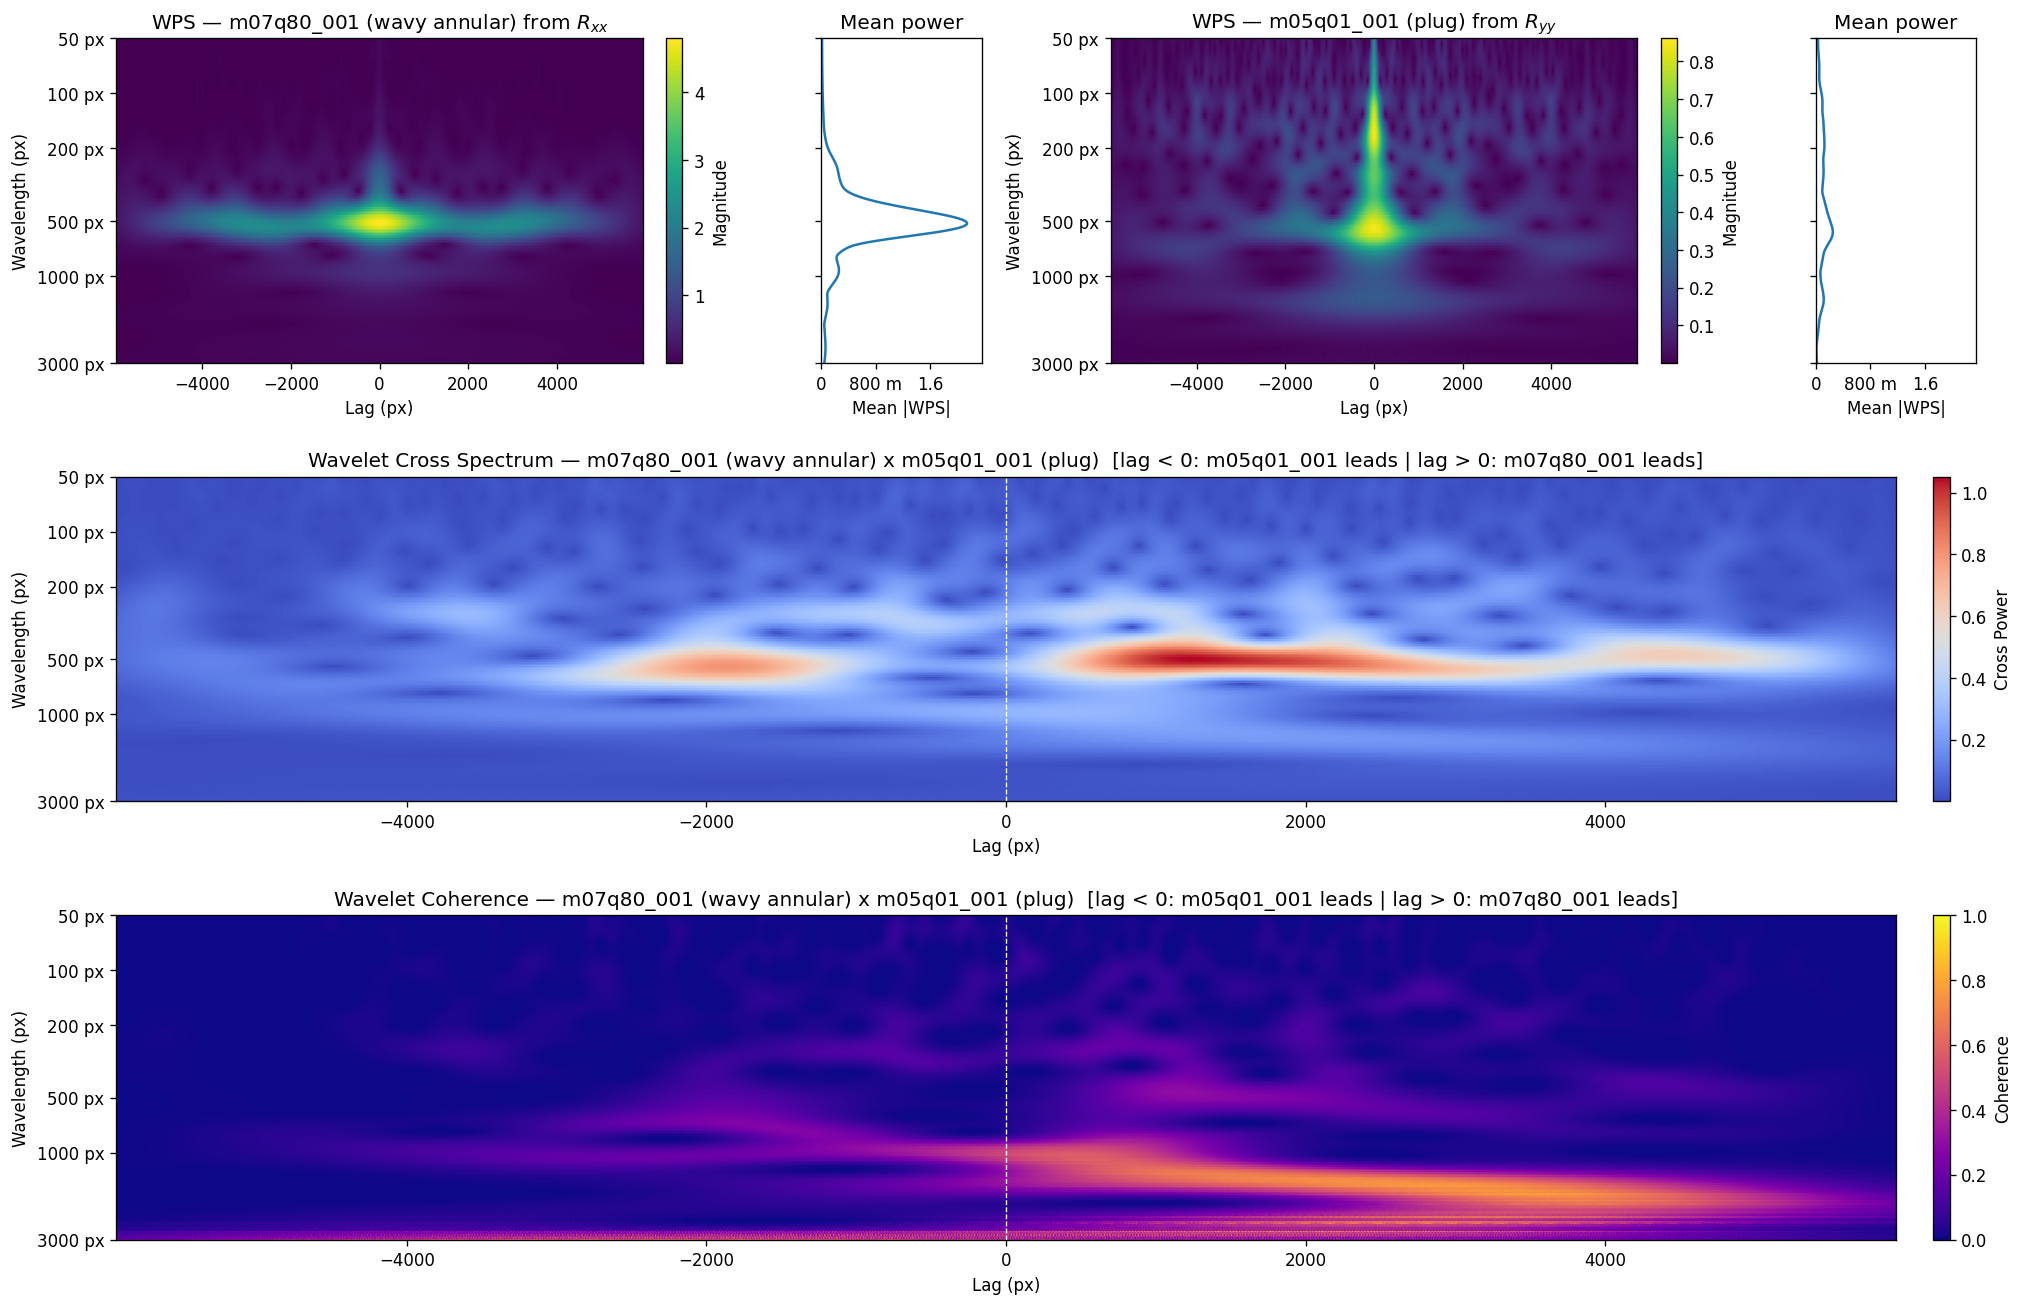 WPS — m07q80_001 (wavy annular) from Rxx
50 px
100 px
200 px
500 px
1000 px
3000 px
Wavelength (px)
−4000
−2000
0
2000
4000
Lag (px)
4
3
2
1
Magnitude
Mean power
0
800 m
1.6
Mean |WPS|
WPS — m05q01_001 (plug) from Ryy
50 px
100 px
200 px
500 px
1000 px
3000 px
Wavelength (px)
−4000
−2000
0
2000
4000
Lag (px)
0.8
0.7
0.6
0.5
0.4
0.3
0.2
0.1
Magnitude
Mean power
0
800 m
1.6
Mean |WPS|
Wavelet Cross Spectrum — m07q80_001 (wavy annular) x m05q01_001 (plug)  [lag < 0: m05q01_001 leads | lag > 0: m07q80_001 leads]
50 px
100 px
200 px
500 px
1000 px
3000 px
Wavelength (px)
−4000
−2000
0
2000
4000
Lag (px)
1.0
0.8
0.6
0.4
0.2
Cross Power
Wavelet Coherence — m07q80_001 (wavy annular) x m05q01_001 (plug)  [lag < 0: m05q01_001 leads | lag > 0: m07q80_001 leads]
50 px
100 px
200 px
500 px
1000 px
3000 px
Wavelength (px)
−4000
−2000
0
2000
4000
Lag (px)
1.0
0.8
0.6
0.4
0.2
0.0
Coherence